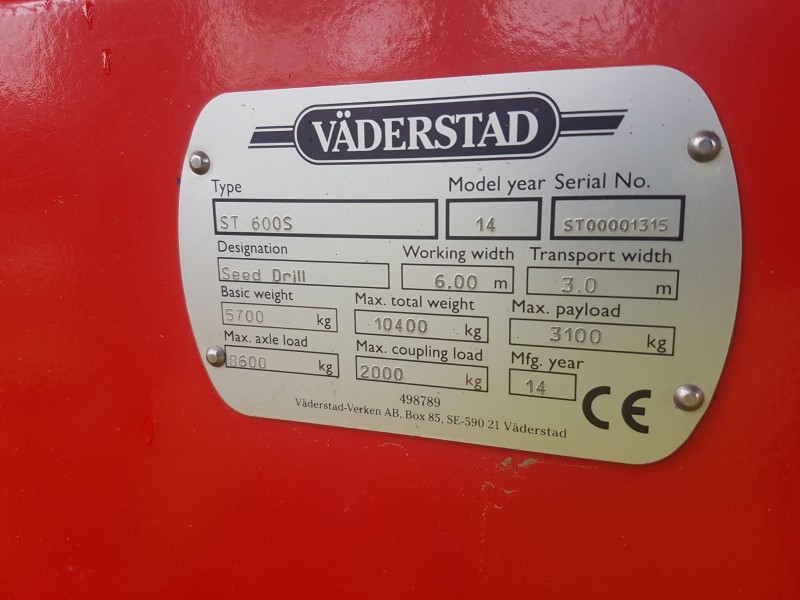 VÄDERSTAD
Type Model year Serial No.
ST 600S 14 ST00001315
Designation Working width Transport width
Seed Drill 6.00 m 3.0 m
Basic weight Max. total weight Max. payload
5700 kg 10400 kg 3100 kg
Max. axle load Max. coupling load Mfg. year
8600 kg 2000 kg 14
CE
498789
Väderstad-Verken AB, Box 85, SE-590 21 Väderstad